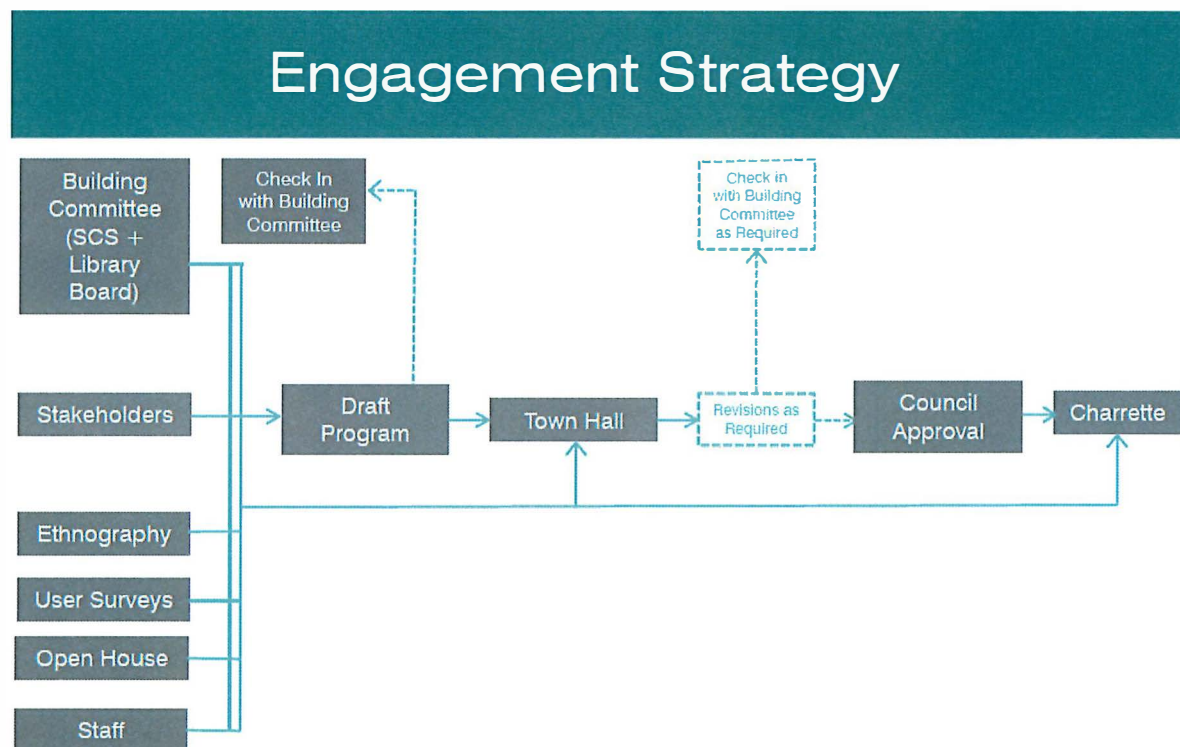 Engagement Strategy
Building
Committee
(SCS +
Library
Board)
Check In
with Building
Committee
Check in
with Building
Committee
as Required
Stakeholders
Draft
Program
Town Hall
Revisions as
Required
Council
Approval
Charrette
Ethnography
User Surveys
Open House
Staff